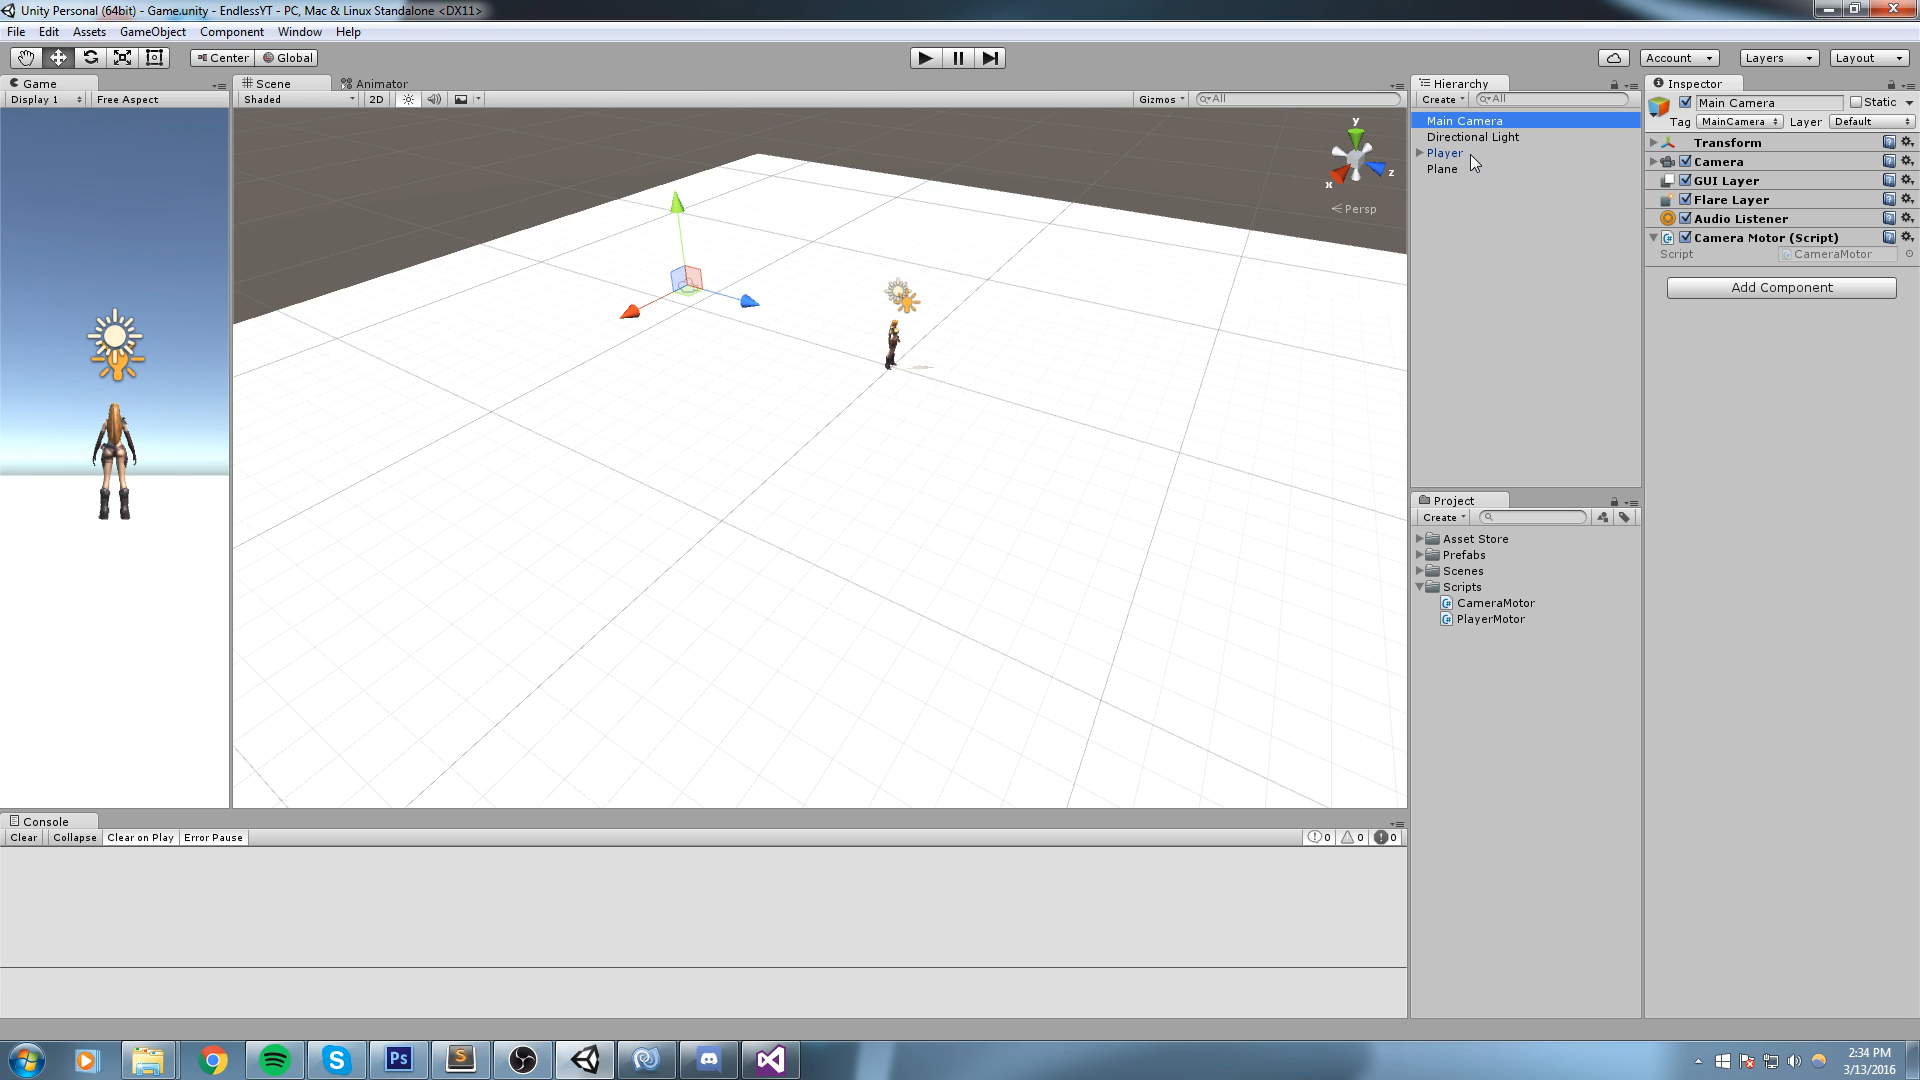 Unity Personal (64bit) - Game.unity - EndlessYT - PC, Mac & Linux Standalone <DX11>
File Edit Assets GameObject Component Window Help
Center Global Account Layers Layout
Game
Display 1 Free Aspect
Scene Animator
Shaded 2D Gizmos All
y
x
z
Persp
Hierarchy
Create All
Main Camera
Directional Light
Player
Plane
Project
Create
Asset Store
Prefabs
Scenes
Scripts
CameraMotor
PlayerMotor
Inspector
Main Camera Static
Tag MainCamera Layer Default
Transform
Camera
GUI Layer
Flare Layer
Audio Listener
Camera Motor (Script)
Script CameraMotor
Add Component
Console
Clear Collapse Clear on Play Error Pause 0 0 0
Ps
S
S
2:34 PM
3/13/2016